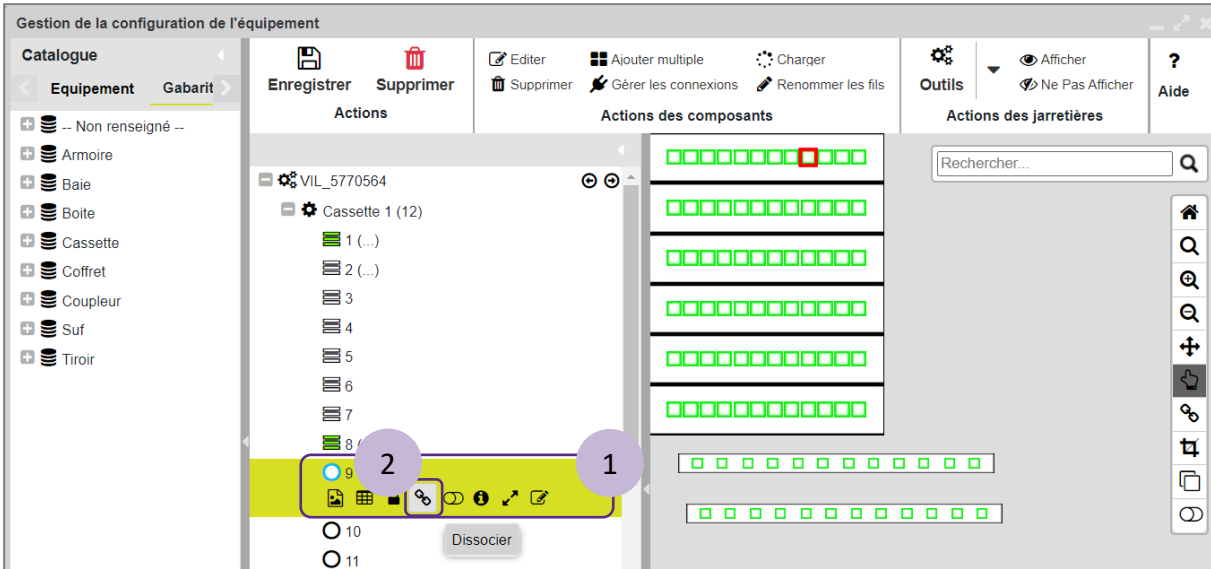 Gestion de la configuration de l'équipement
Catalogue
Equipement Gabarit
-- Non renseigné --
Armoire
Baie
Boite
Cassette
Coffret
Coupleur
Suf
Tiroir
Enregistrer Supprimer
Actions
Editer Ajouter multiple Charger
Supprimer Gérer les connexions Renommer les fils
Actions des composants
Outils Afficher
Ne Pas Afficher
Actions des jarretières
?
Aide
VIL_5770564
Cassette 1 (12)
1 (...)
2 (...)
3
4
5
6
7
8 (
9
2
1
10
Dissocier
11
Rechercher...